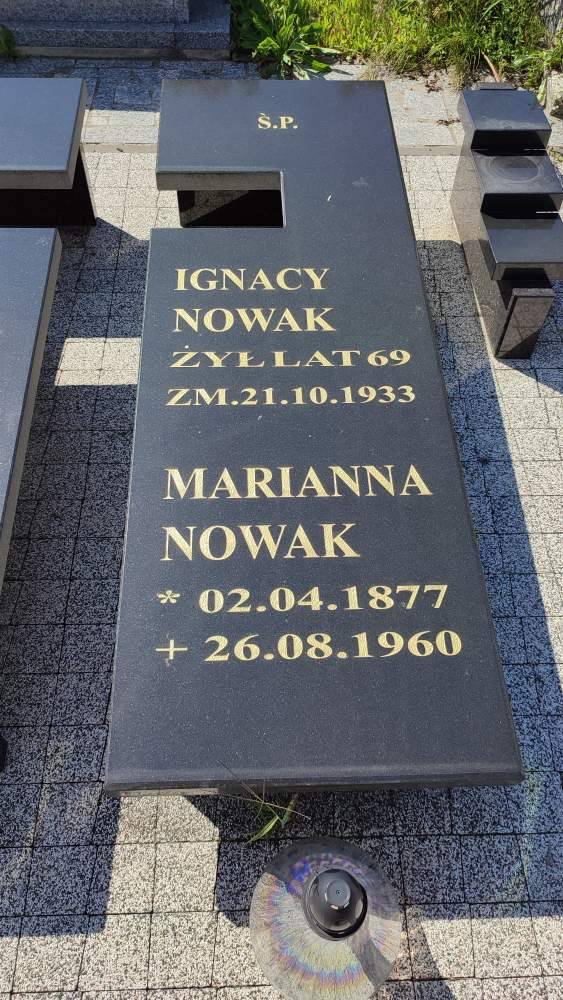 Ś.P.
IGNACY
NOWAK
ŻYŁ LAT 69
ZM.21.10.1933
MARIANNA
NOWAK
* 02.04.1877
+ 26.08.1960